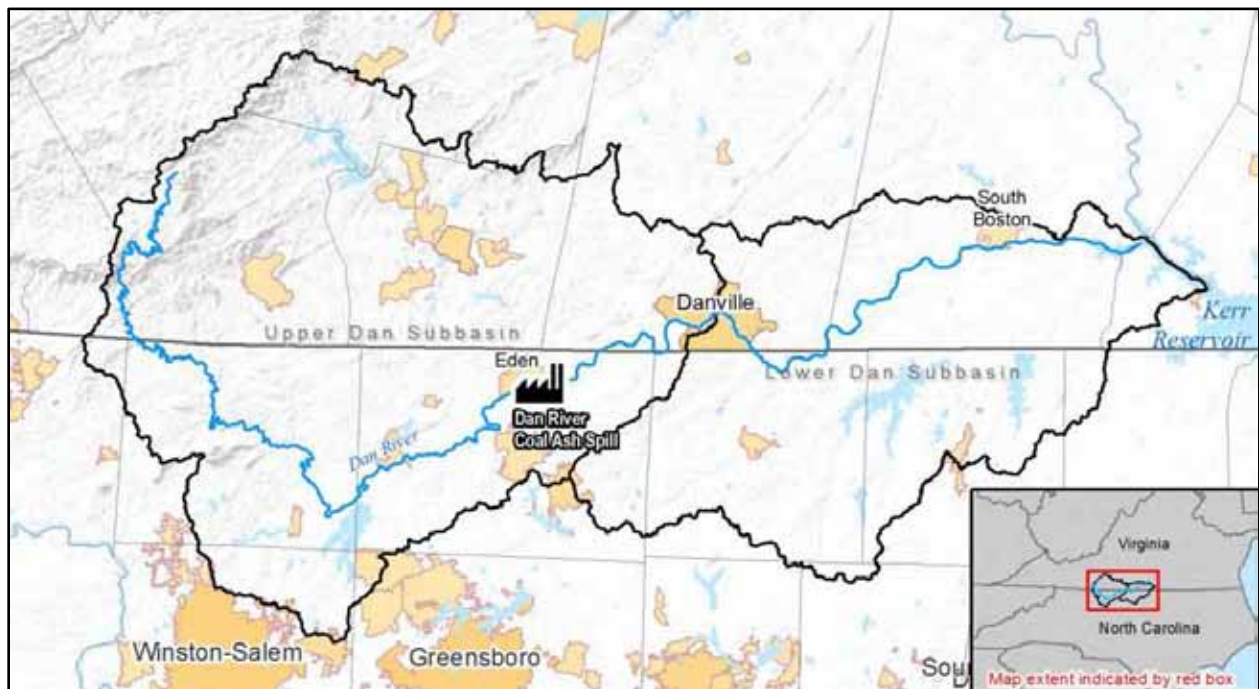 South
Boston
Danville
Kerr
Reservoir
Upper Dan Subbasin
Eden
Lower Dan Subbasin
Dan River
Coal Ash Spill
Dan River
Virginia
North Carolina
Winston-Salem
Greensboro
Map extent indicated by red box